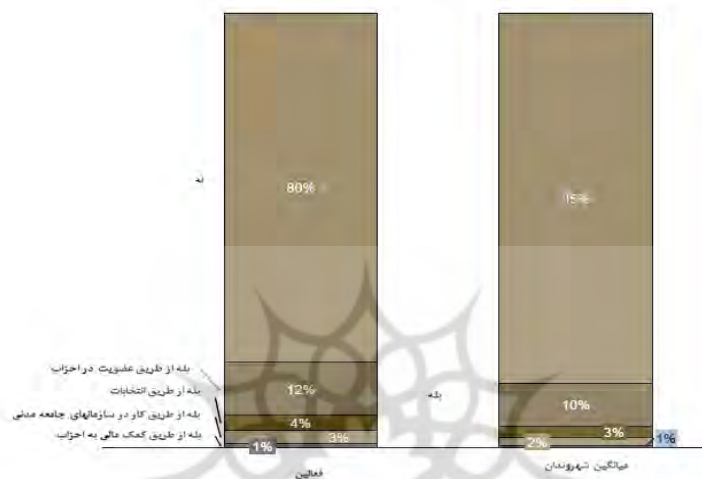 نه
80%
بله از طریق عضویت در احزاب
بله از طریق انتخابات
بله از طریق کار در سازمانهای جامعه مدنی
بله از طریق کمک مالی به احزاب
12%
4%
3%
1%
فعالین
بله
10%
3%
2%
1%
میانگین شهروندان